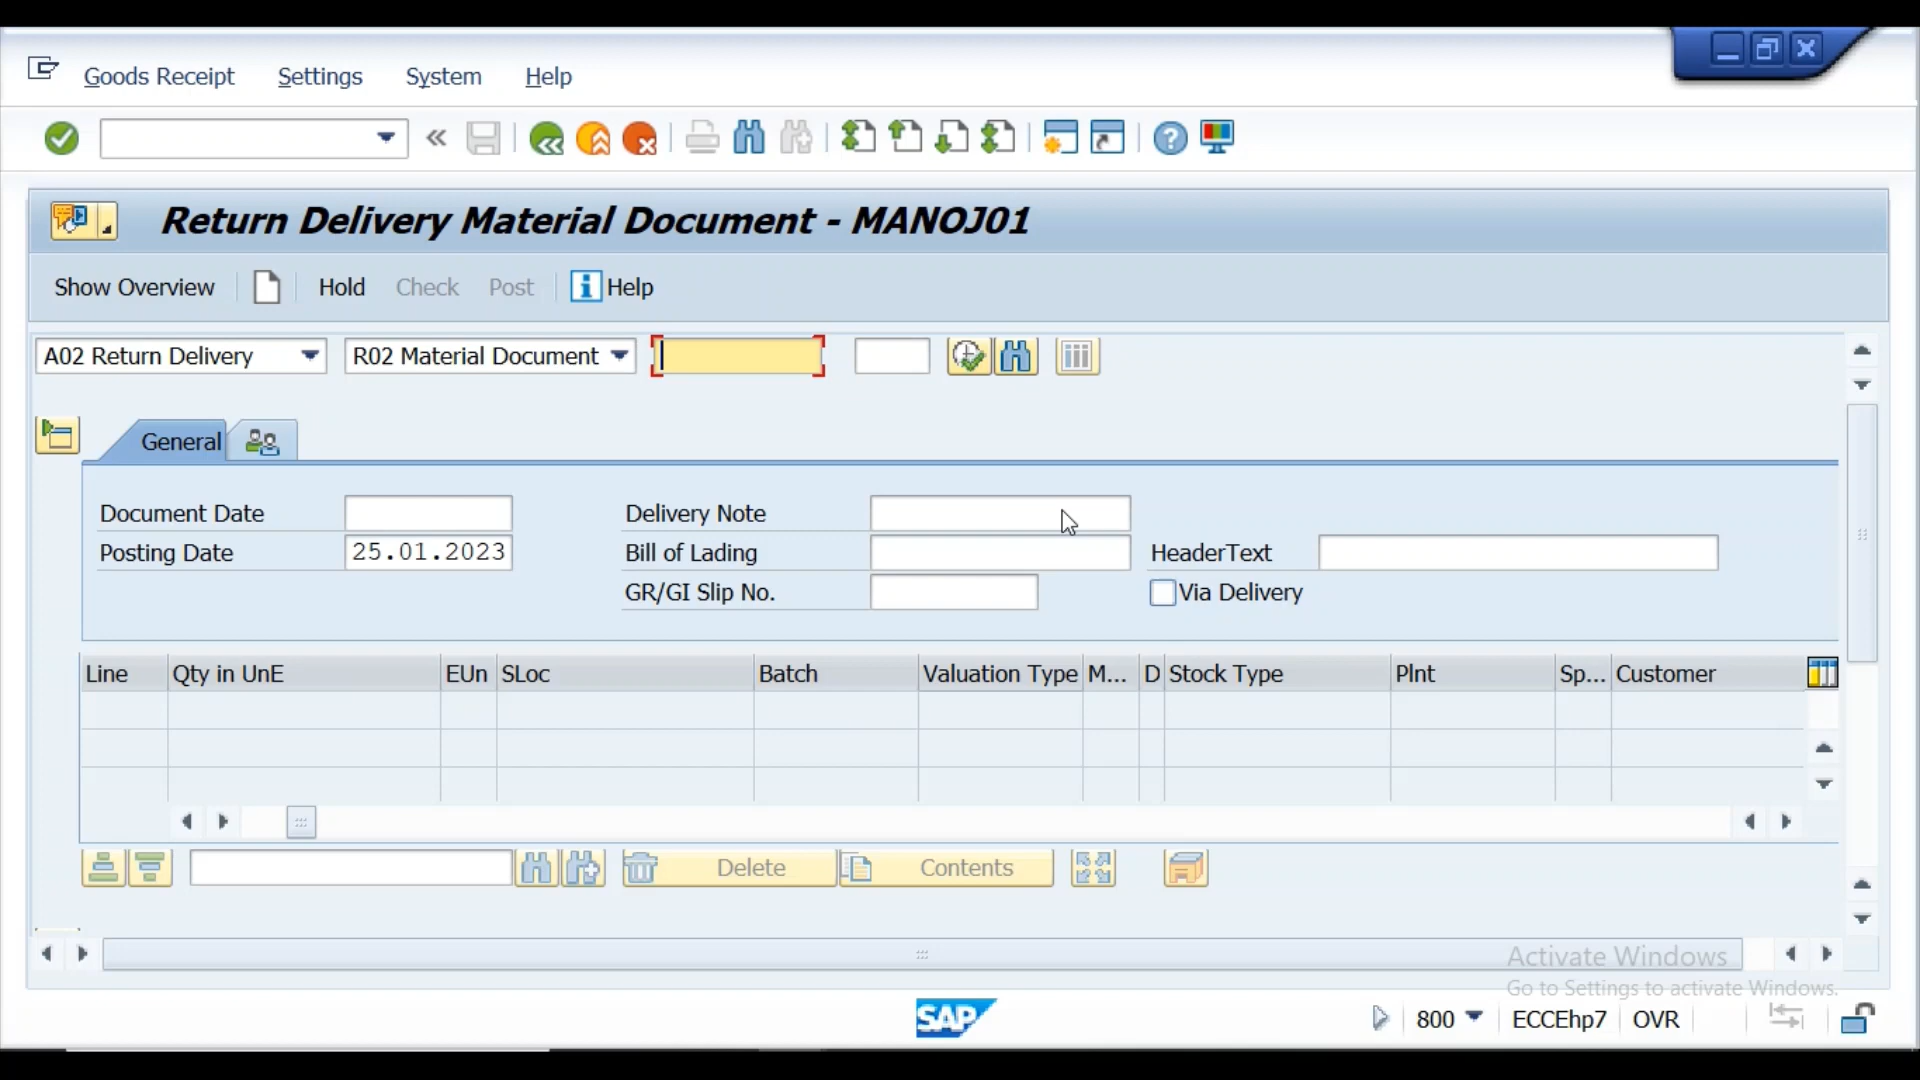 Goods Receipt Settings System Help
Return Delivery Material Document - MANOJ01
Show Overview Hold Check Post Help
A02 Return Delivery R02 Material Document
General
Document Date Delivery Note
Posting Date 25.01.2023 Bill of Lading HeaderText
GR/GI Slip No. Via Delivery
Line Qty in UnE EUn SLoc Batch Valuation Type M... D Stock Type Plnt Sp... Customer
Delete Contents
Activate Windows
Go to Settings to activate Windows.
SAP 800 ECCEhp7 OVR